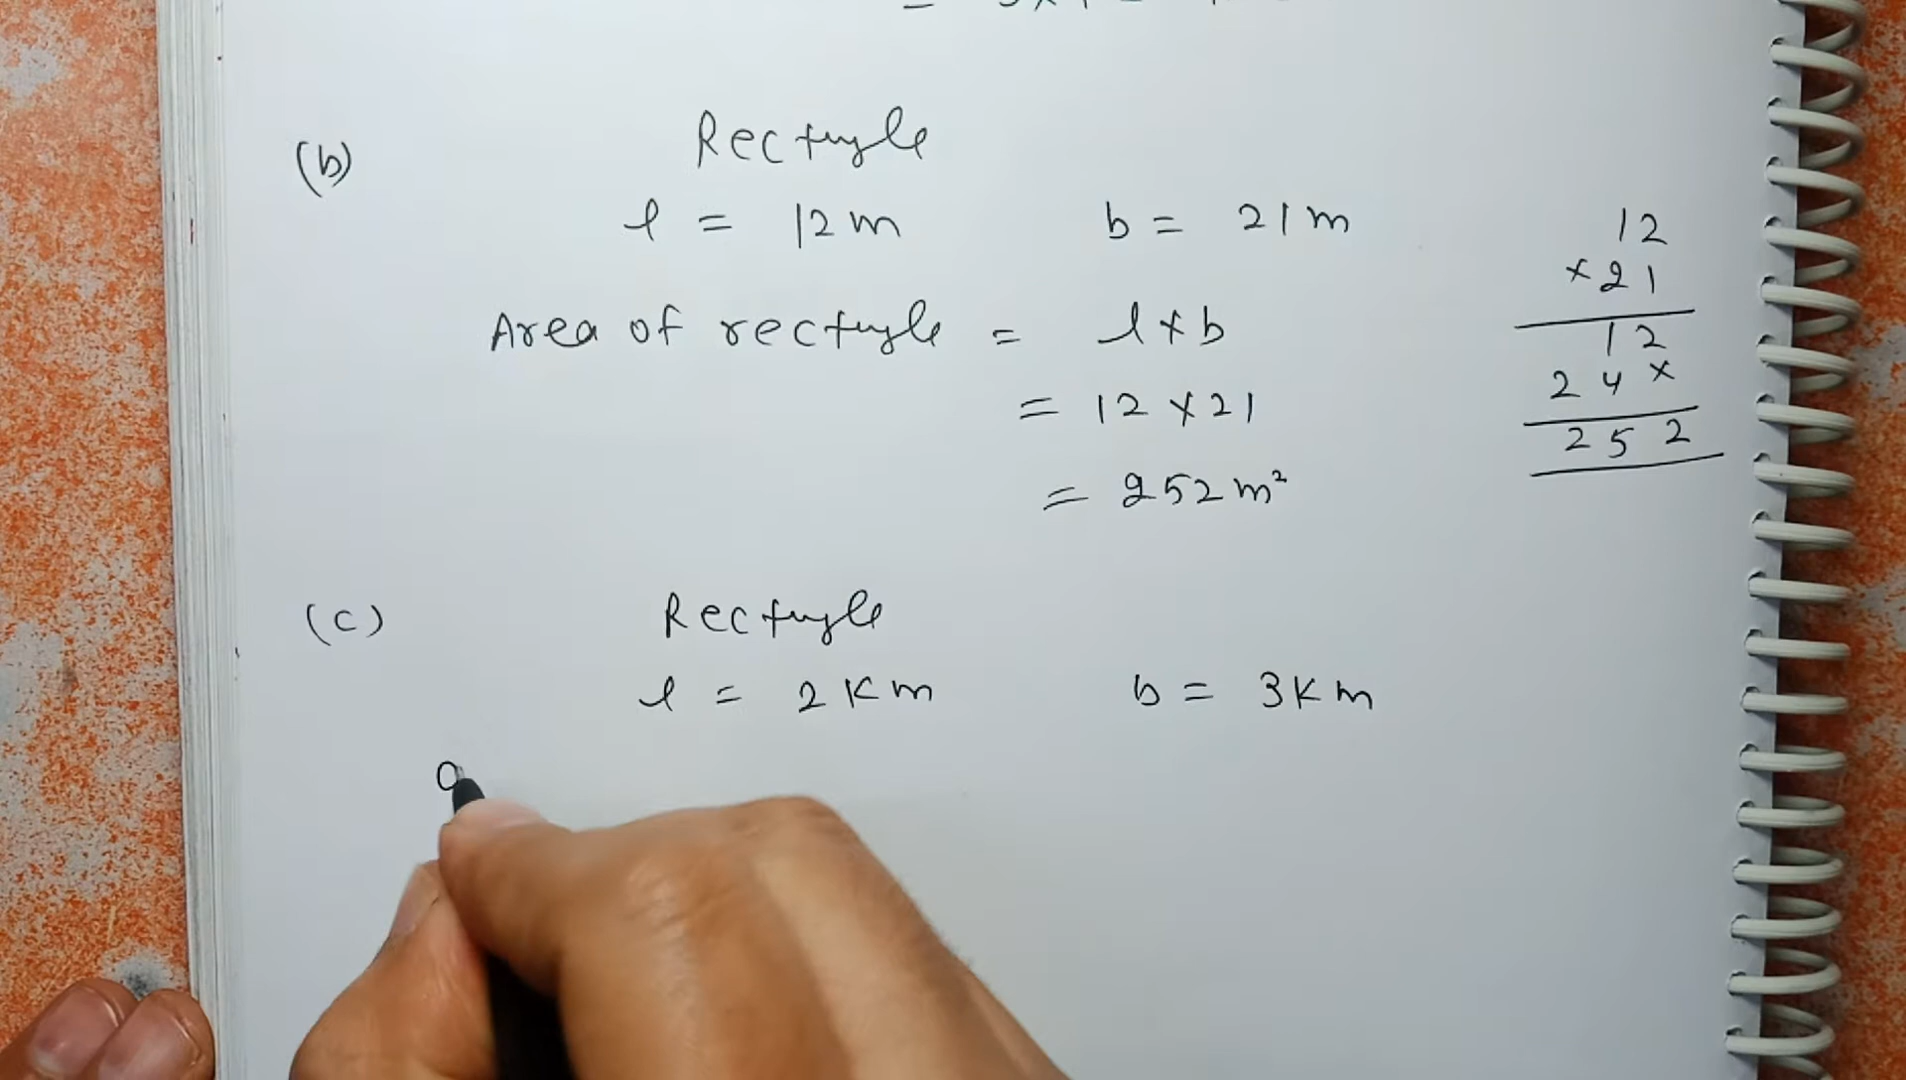 (b) Rectangle
l = 12 m b = 21 m
Area of rectangle = l × b
= 12 × 21
= 252 m²
12
× 21
12
24 ×
252
(c) Rectangle
l = 2 Km b = 3 Km